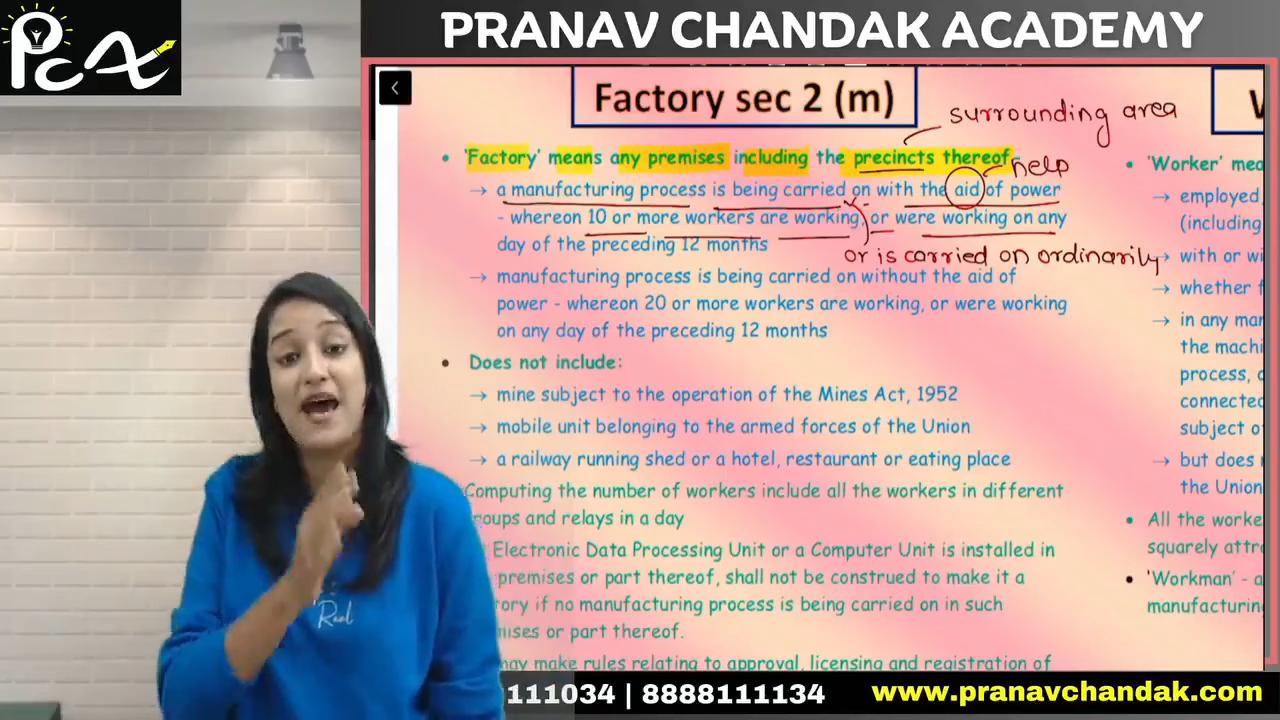 PCA
PRANAV CHANDAK ACADEMY
Factory sec 2 (m)
surrounding area
• 'Factory' means any premises including the precincts thereof-
help
→ a manufacturing process is being carried on with the aid of power
- whereon 10 or more workers are working, or were working on any
day of the preceding 12 months
or is carried on ordinarily
→ manufacturing process is being carried on without the aid of
power - whereon 20 or more workers are working, or were working
on any day of the preceding 12 months
• Does not include:
→ mine subject to the operation of the Mines Act, 1952
→ mobile unit belonging to the armed forces of the Union
→ a railway running shed or a hotel, restaurant or eating place
Computing the number of workers include all the workers in different
groups and relays in a day
Electronic Data Processing Unit or a Computer Unit is installed in
premises or part thereof, shall not be construed to make it a
ory if no manufacturing process is being carried on in such
mises or part thereof.
may make rules relating to approval, licensing and registration of
• 'Worker' mea
→ employed,
(including
→ with or wi
→ whether f
→ in any man
the machi
process, o
connected
subject o
→ but does
the Union
• All the worke
squarely attr
• 'Workman' - a
manufacturin
Real
111034 | 8888111134
www.pranavchandak.com